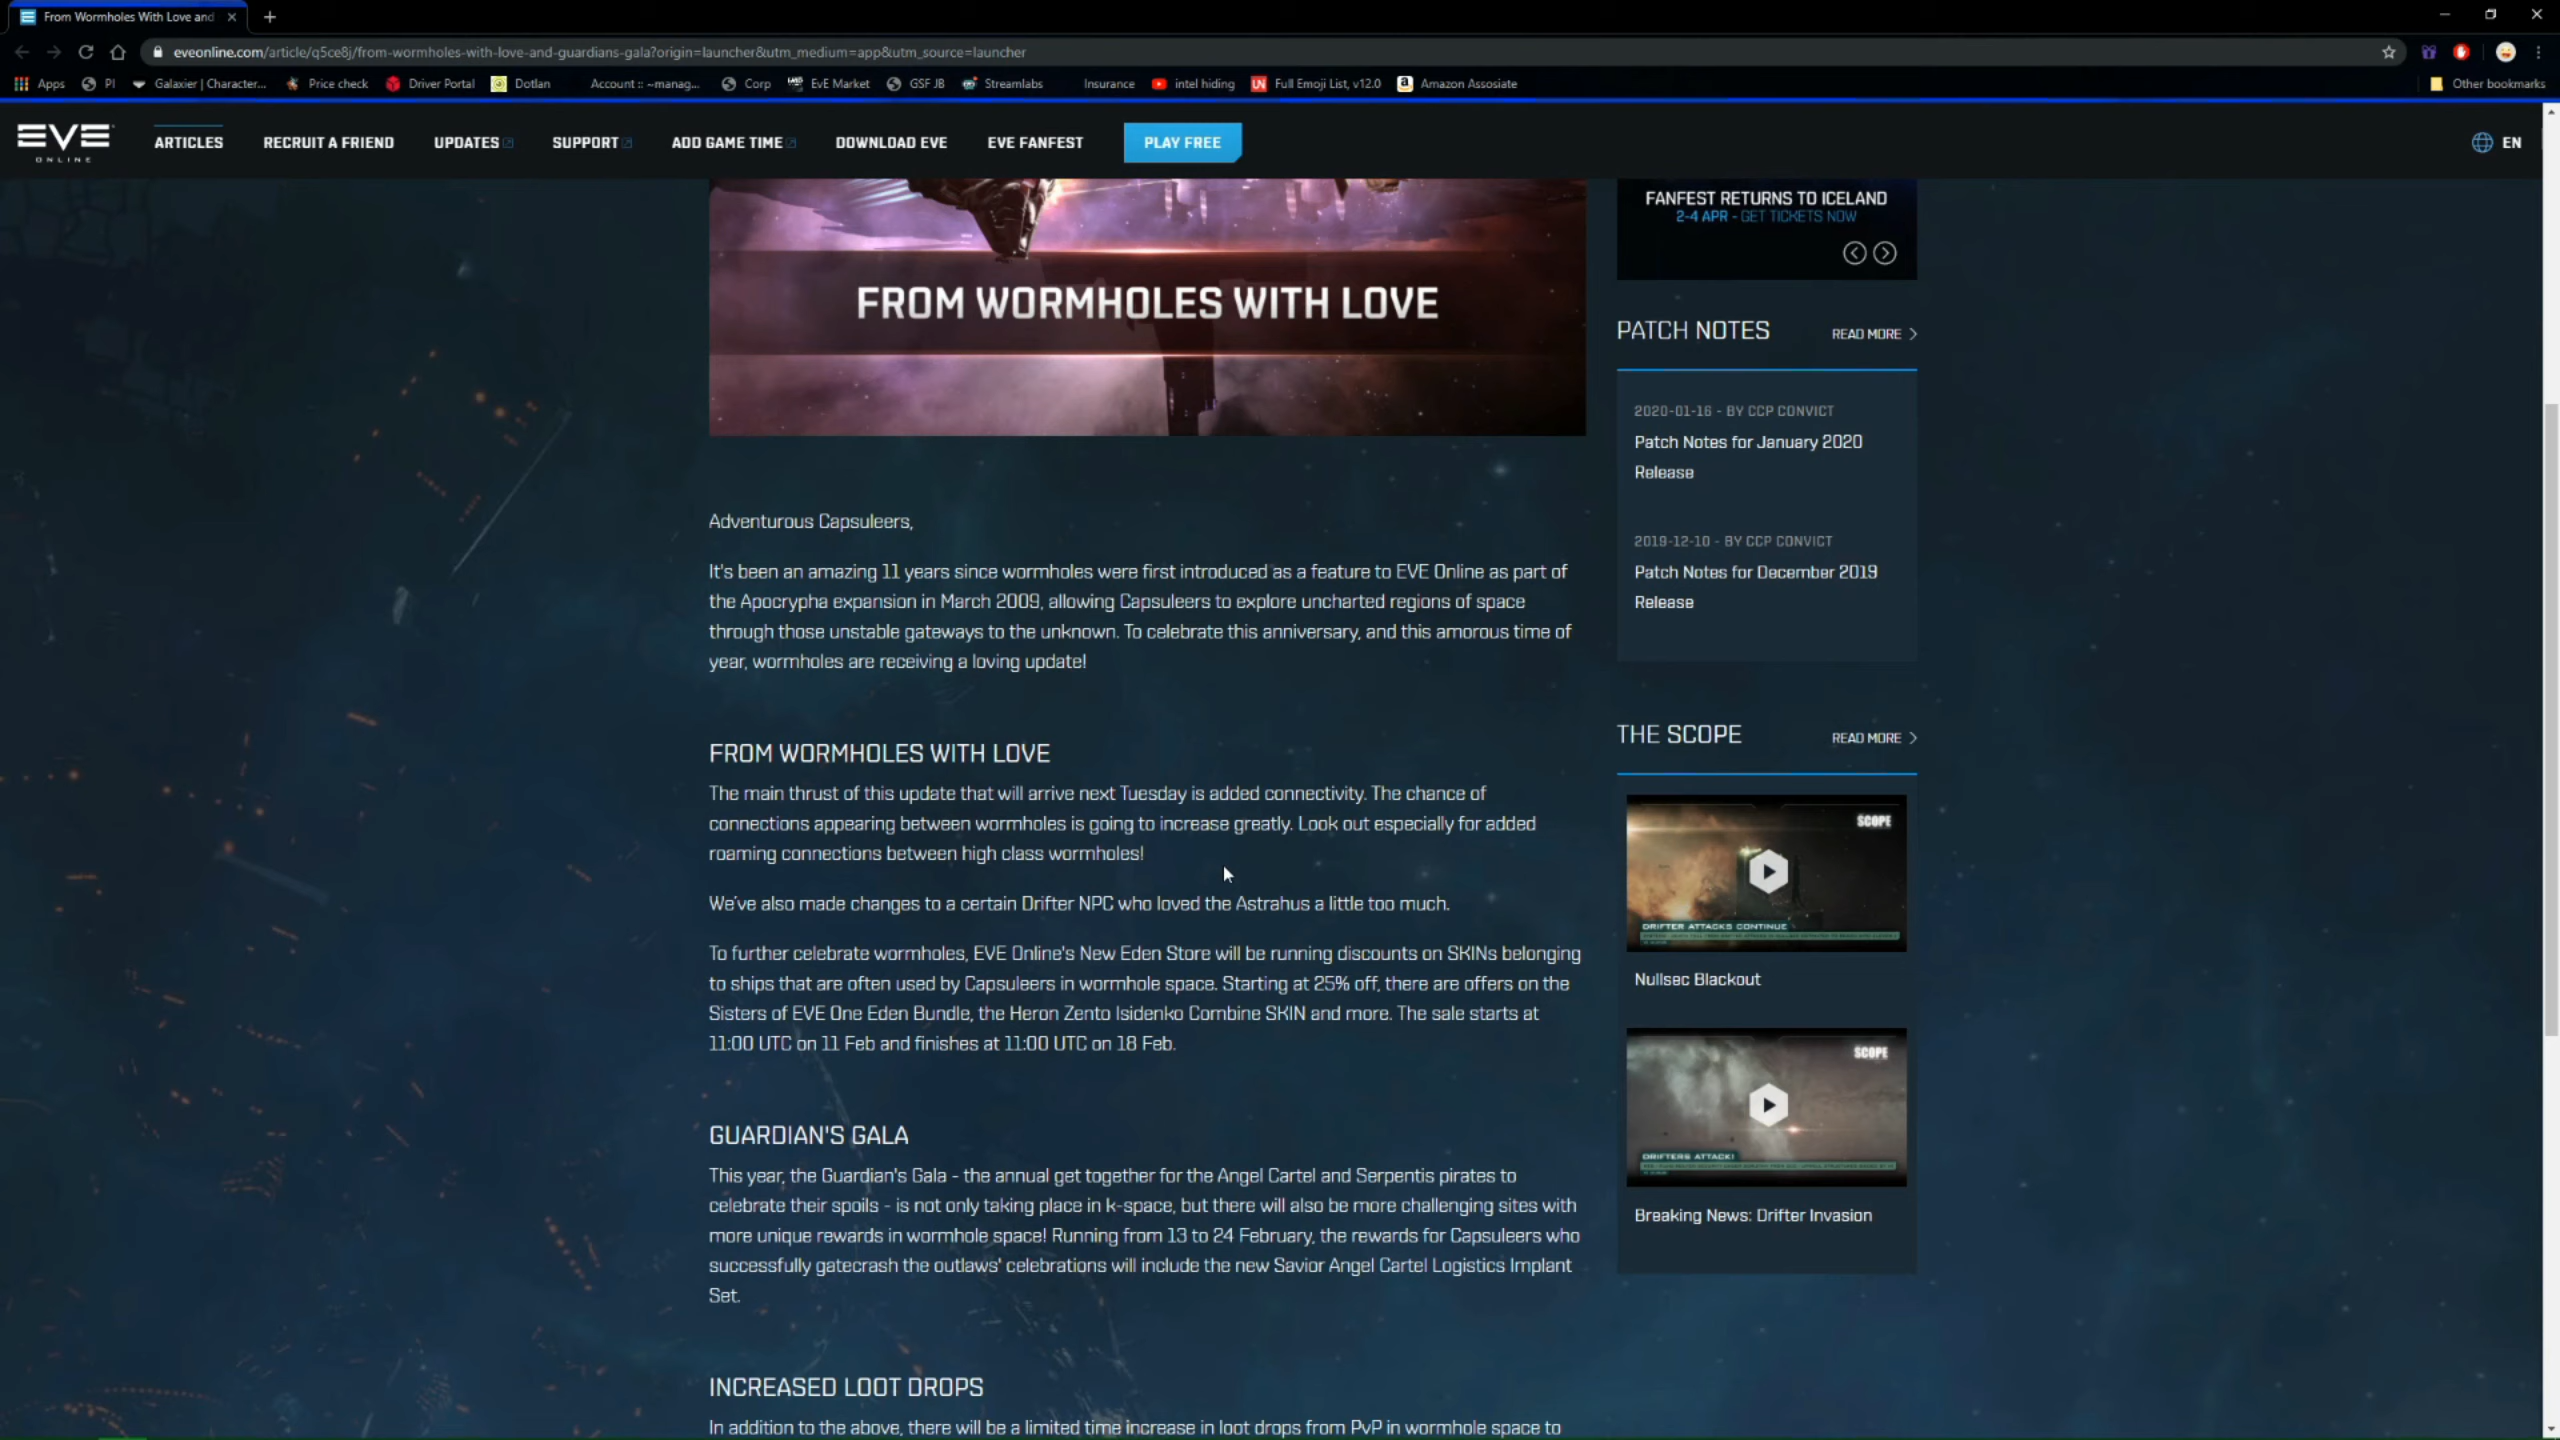 From Wormholes With Love and
eveonline.com/article/q5ce8j/from-wormholes-with-love-and-guardians-gala?origin=launcher&utm_medium=app&utm_source=launcher
Apps PI Galaxier | Character... Price check Driver Portal Dotlan Account :: ~manag... Corp EvE Market GSF JB Streamlabs Insurance intel hiding Full Emoji List, v12.0 Amazon Assosiate Other bookmarks
EVE ONLINE ARTICLES RECRUIT A FRIEND UPDATES SUPPORT ADD GAME TIME DOWNLOAD EVE EVE FANFEST PLAY FREE EN
FROM WORMHOLES WITH LOVE
Adventurous Capsuleers,
It's been an amazing 11 years since wormholes were first introduced as a feature to EVE Online as part of
the Apocrypha expansion in March 2009, allowing Capsuleers to explore uncharted regions of space
through those unstable gateways to the unknown. To celebrate this anniversary, and this amorous time of
year, wormholes are receiving a loving update!
FROM WORMHOLES WITH LOVE
The main thrust of this update that will arrive next Tuesday is added connectivity. The chance of
connections appearing between wormholes is going to increase greatly. Look out especially for added
roaming connections between high class wormholes!
We've also made changes to a certain Drifter NPC who loved the Astrahus a little too much.
To further celebrate wormholes, EVE Online's New Eden Store will be running discounts on SKINs belonging
to ships that are often used by Capsuleers in wormhole space. Starting at 25% off, there are offers on the
Sisters of EVE One Eden Bundle, the Heron Zento Isidenko Combine SKIN and more. The sale starts at
11:00 UTC on 11 Feb and finishes at 11:00 UTC on 18 Feb.
GUARDIAN'S GALA
This year, the Guardian's Gala - the annual get together for the Angel Cartel and Serpentis pirates to
celebrate their spoils - is not only taking place in k-space, but there will also be more challenging sites with
more unique rewards in wormhole space! Running from 13 to 24 February, the rewards for Capsuleers who
successfully gatecrash the outlaws' celebrations will include the new Savior Angel Cartel Logistics Implant
Set.
INCREASED LOOT DROPS
In addition to the above, there will be a limited time increase in loot drops from PvP in wormhole space to
FANFEST RETURNS TO ICELAND
2-4 APR - GET TICKETS NOW
PATCH NOTES READ MORE
2020-01-16 - BY CCP CONVICT
Patch Notes for January 2020
Release
2019-12-10 - BY CCP CONVICT
Patch Notes for December 2019
Release
THE SCOPE READ MORE
SCOPE
DRIFTER ATTACKS CONTINUE
Nullsec Blackout
SCOPE
DRIFTERS ATTACK!
Breaking News: Drifter Invasion